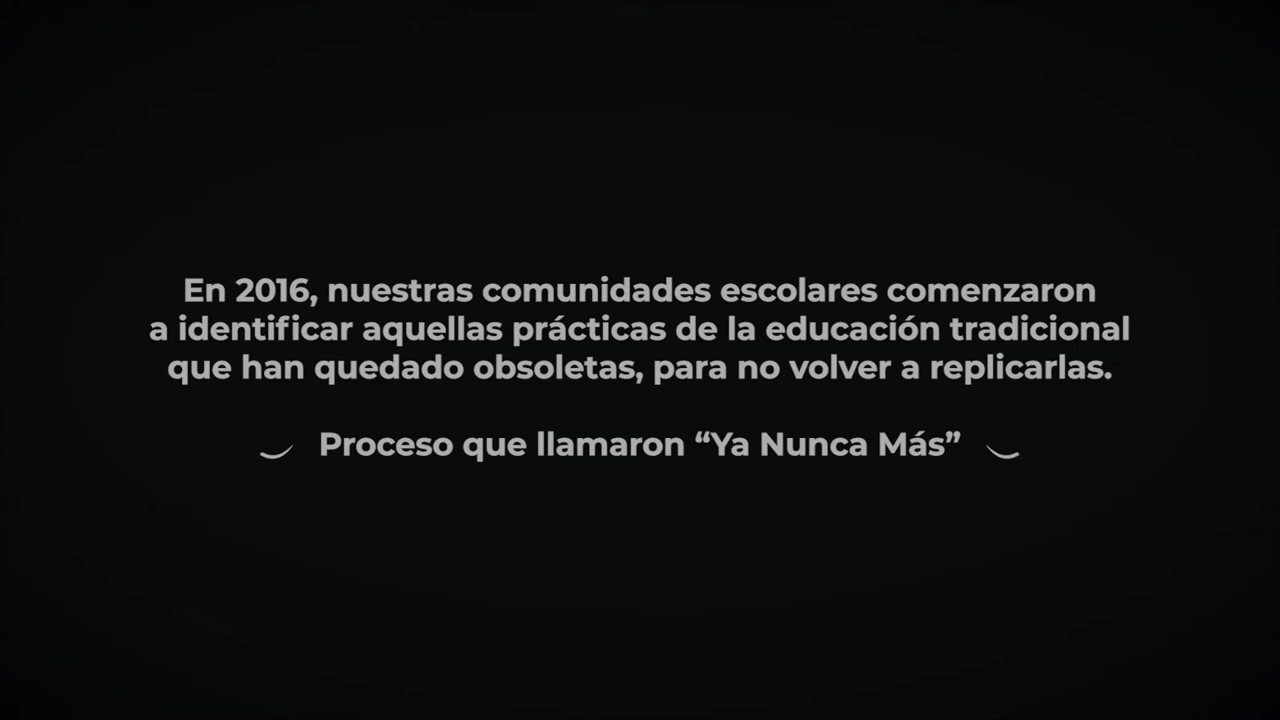 En 2016, nuestras comunidades escolares comenzaron
a identificar aquellas prácticas de la educación tradicional
que han quedado obsoletas, para no volver a replicarlas.
Proceso que llamaron “Ya Nunca Más”